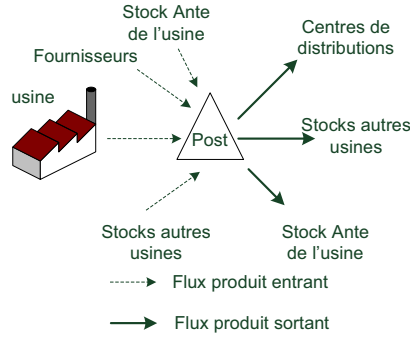 Stock Ante
de l'usine
Centres de
distributions
Fournisseurs
usine
Post
Stocks autres
usines
Stocks autres
usines
Stock Ante
de l'usine
Flux produit entrant
Flux produit sortant